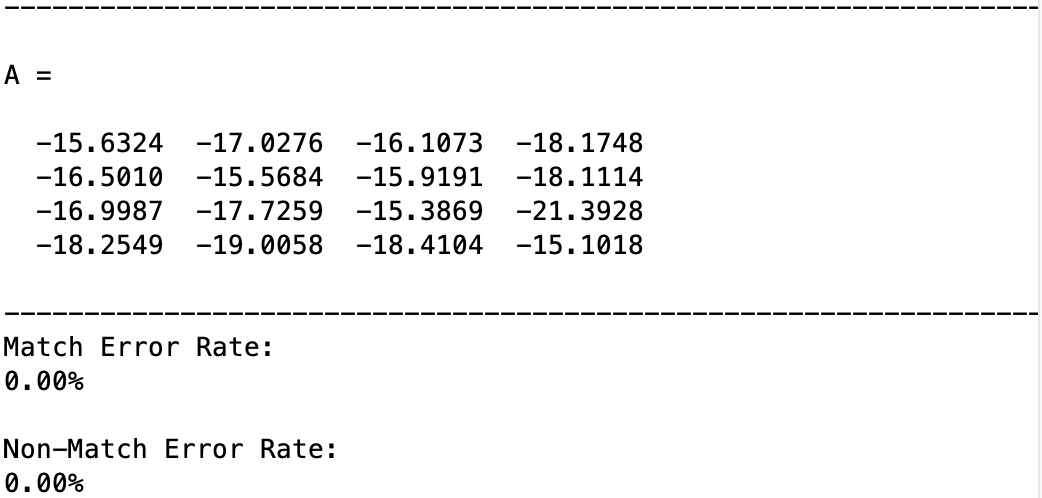 A =
-15.6324 -17.0276 -16.1073 -18.1748
-16.5010 -15.5684 -15.9191 -18.1114
-16.9987 -17.7259 -15.3869 -21.3928
-18.2549 -19.0058 -18.4104 -15.1018
Match Error Rate:
0.00%
Non-Match Error Rate:
0.00%